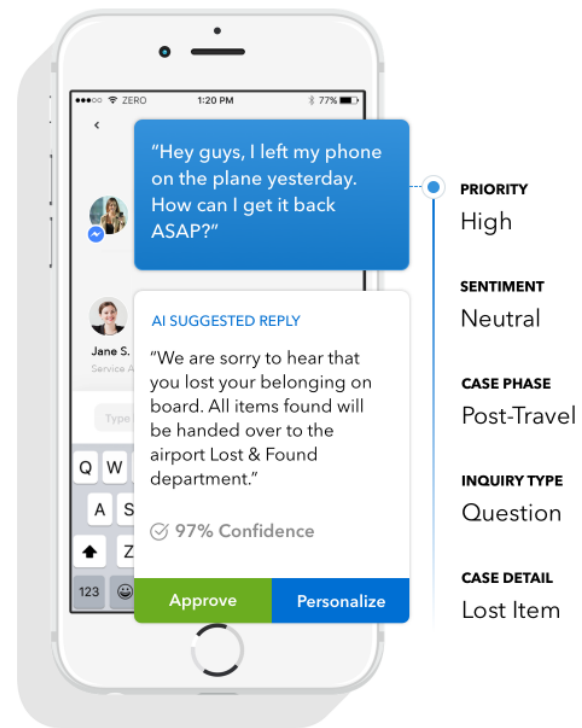 ZERO
1:20 PM
77%
“Hey guys, I left my phone
on the plane yesterday.
How can I get it back
ASAP?”
PRIORITY
High
SENTIMENT
Neutral
CASE PHASE
Post-Travel
INQUIRY TYPE
Question
CASE DETAIL
Lost Item
Jane S.
Service A
AI SUGGESTED REPLY
“We are sorry to hear that
you lost your belonging on
board. All items found will
be handed over to the
airport Lost & Found
department.”
97% Confidence
Approve
Personalize
Type
Q W
A S
Z
123